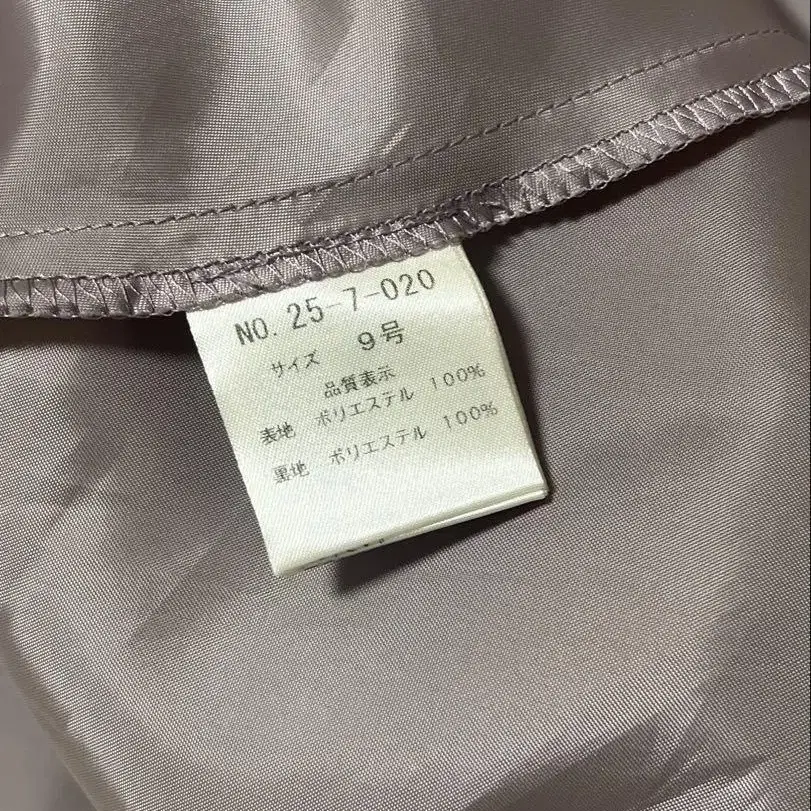 NO. 25-7-020
サイズ 9号
品質表示
表地 ポリエステル 100%
裏地 ポリエステル 100%